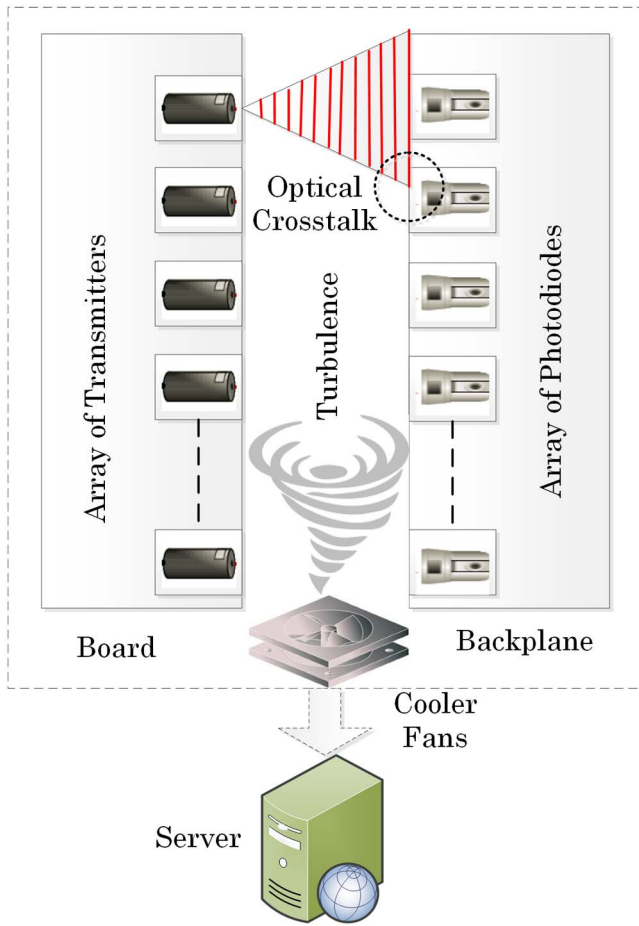 Optical
Crosstalk
Array of Transmitters
Turbulence
Array of Photodiodes
Board
Backplane
Cooler
Fans
Server